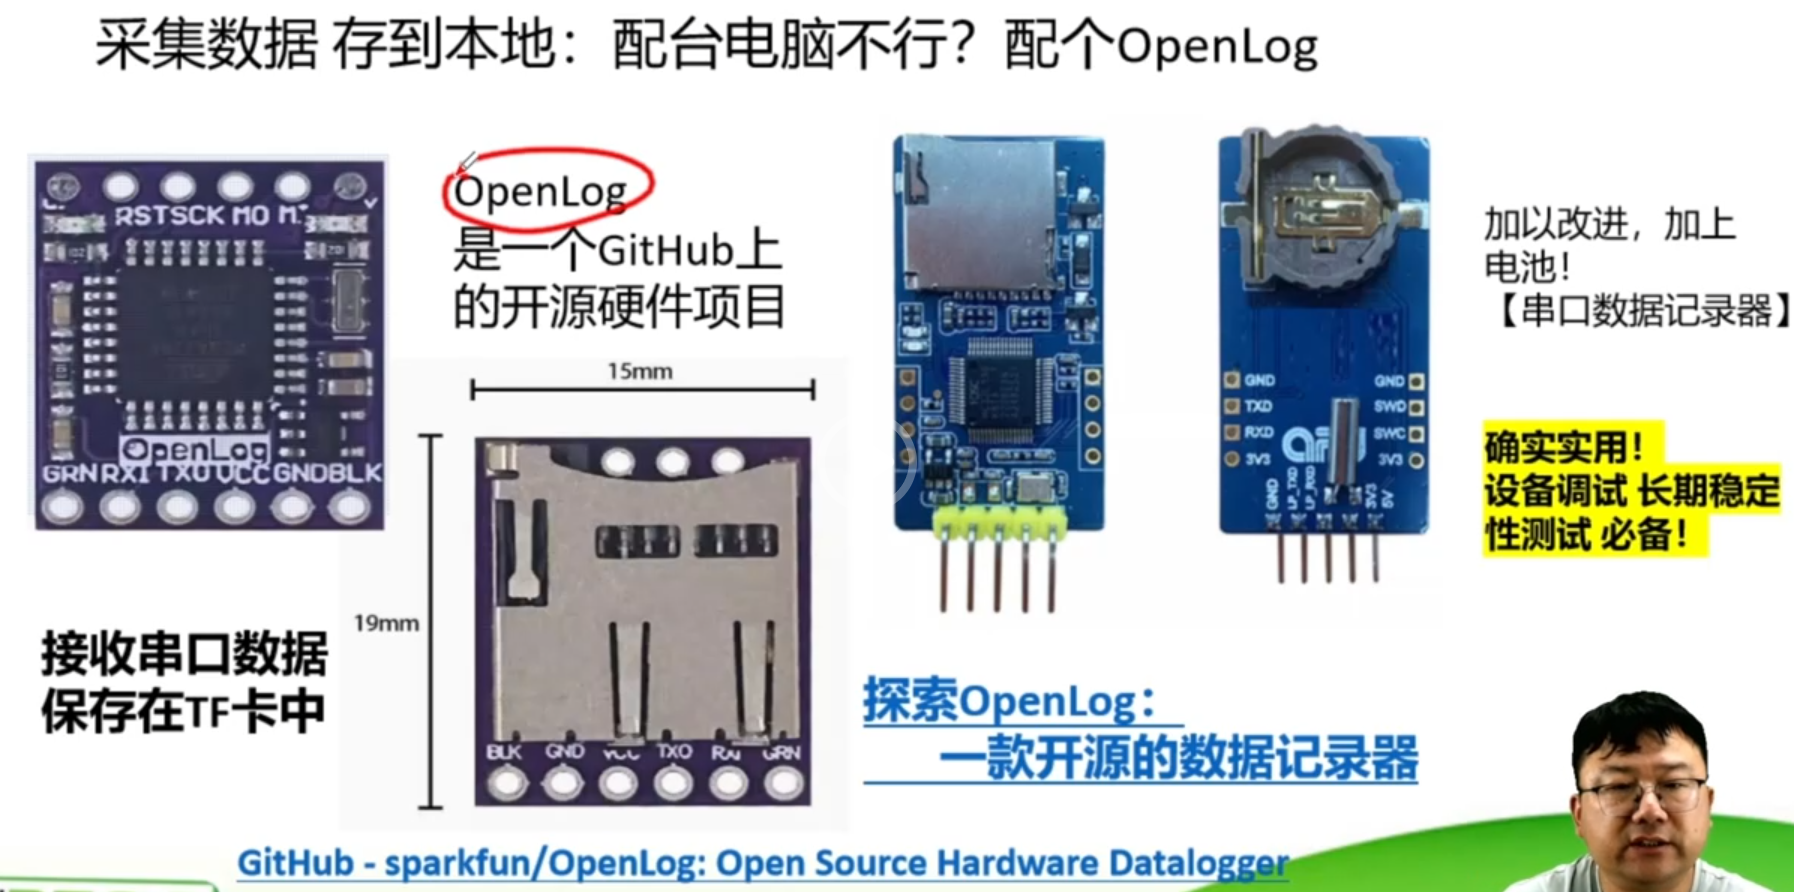 采集数据 存到本地：配台电脑不行？配个OpenLog
RST SCK MO
OpenLog
GRN RXI TXO VCC GND BLK
OpenLog
是一个GitHub上
的开源硬件项目
15mm
19mm
BLK GND VCC TXO RXI GRN
接收串口数据
保存在TF卡中
GND
TXD
RXD
3V3
GND
SWD
SWC
3V3
GND
LP_TXD
LP_RXD
3V3
5V
加以改进，加上
电池！
【串口数据记录器】
确实实用！
设备调试 长期稳定
性测试 必备！
探索OpenLog：
一款开源的数据记录器
GitHub - sparkfun/OpenLog: Open Source Hardware Datalogger